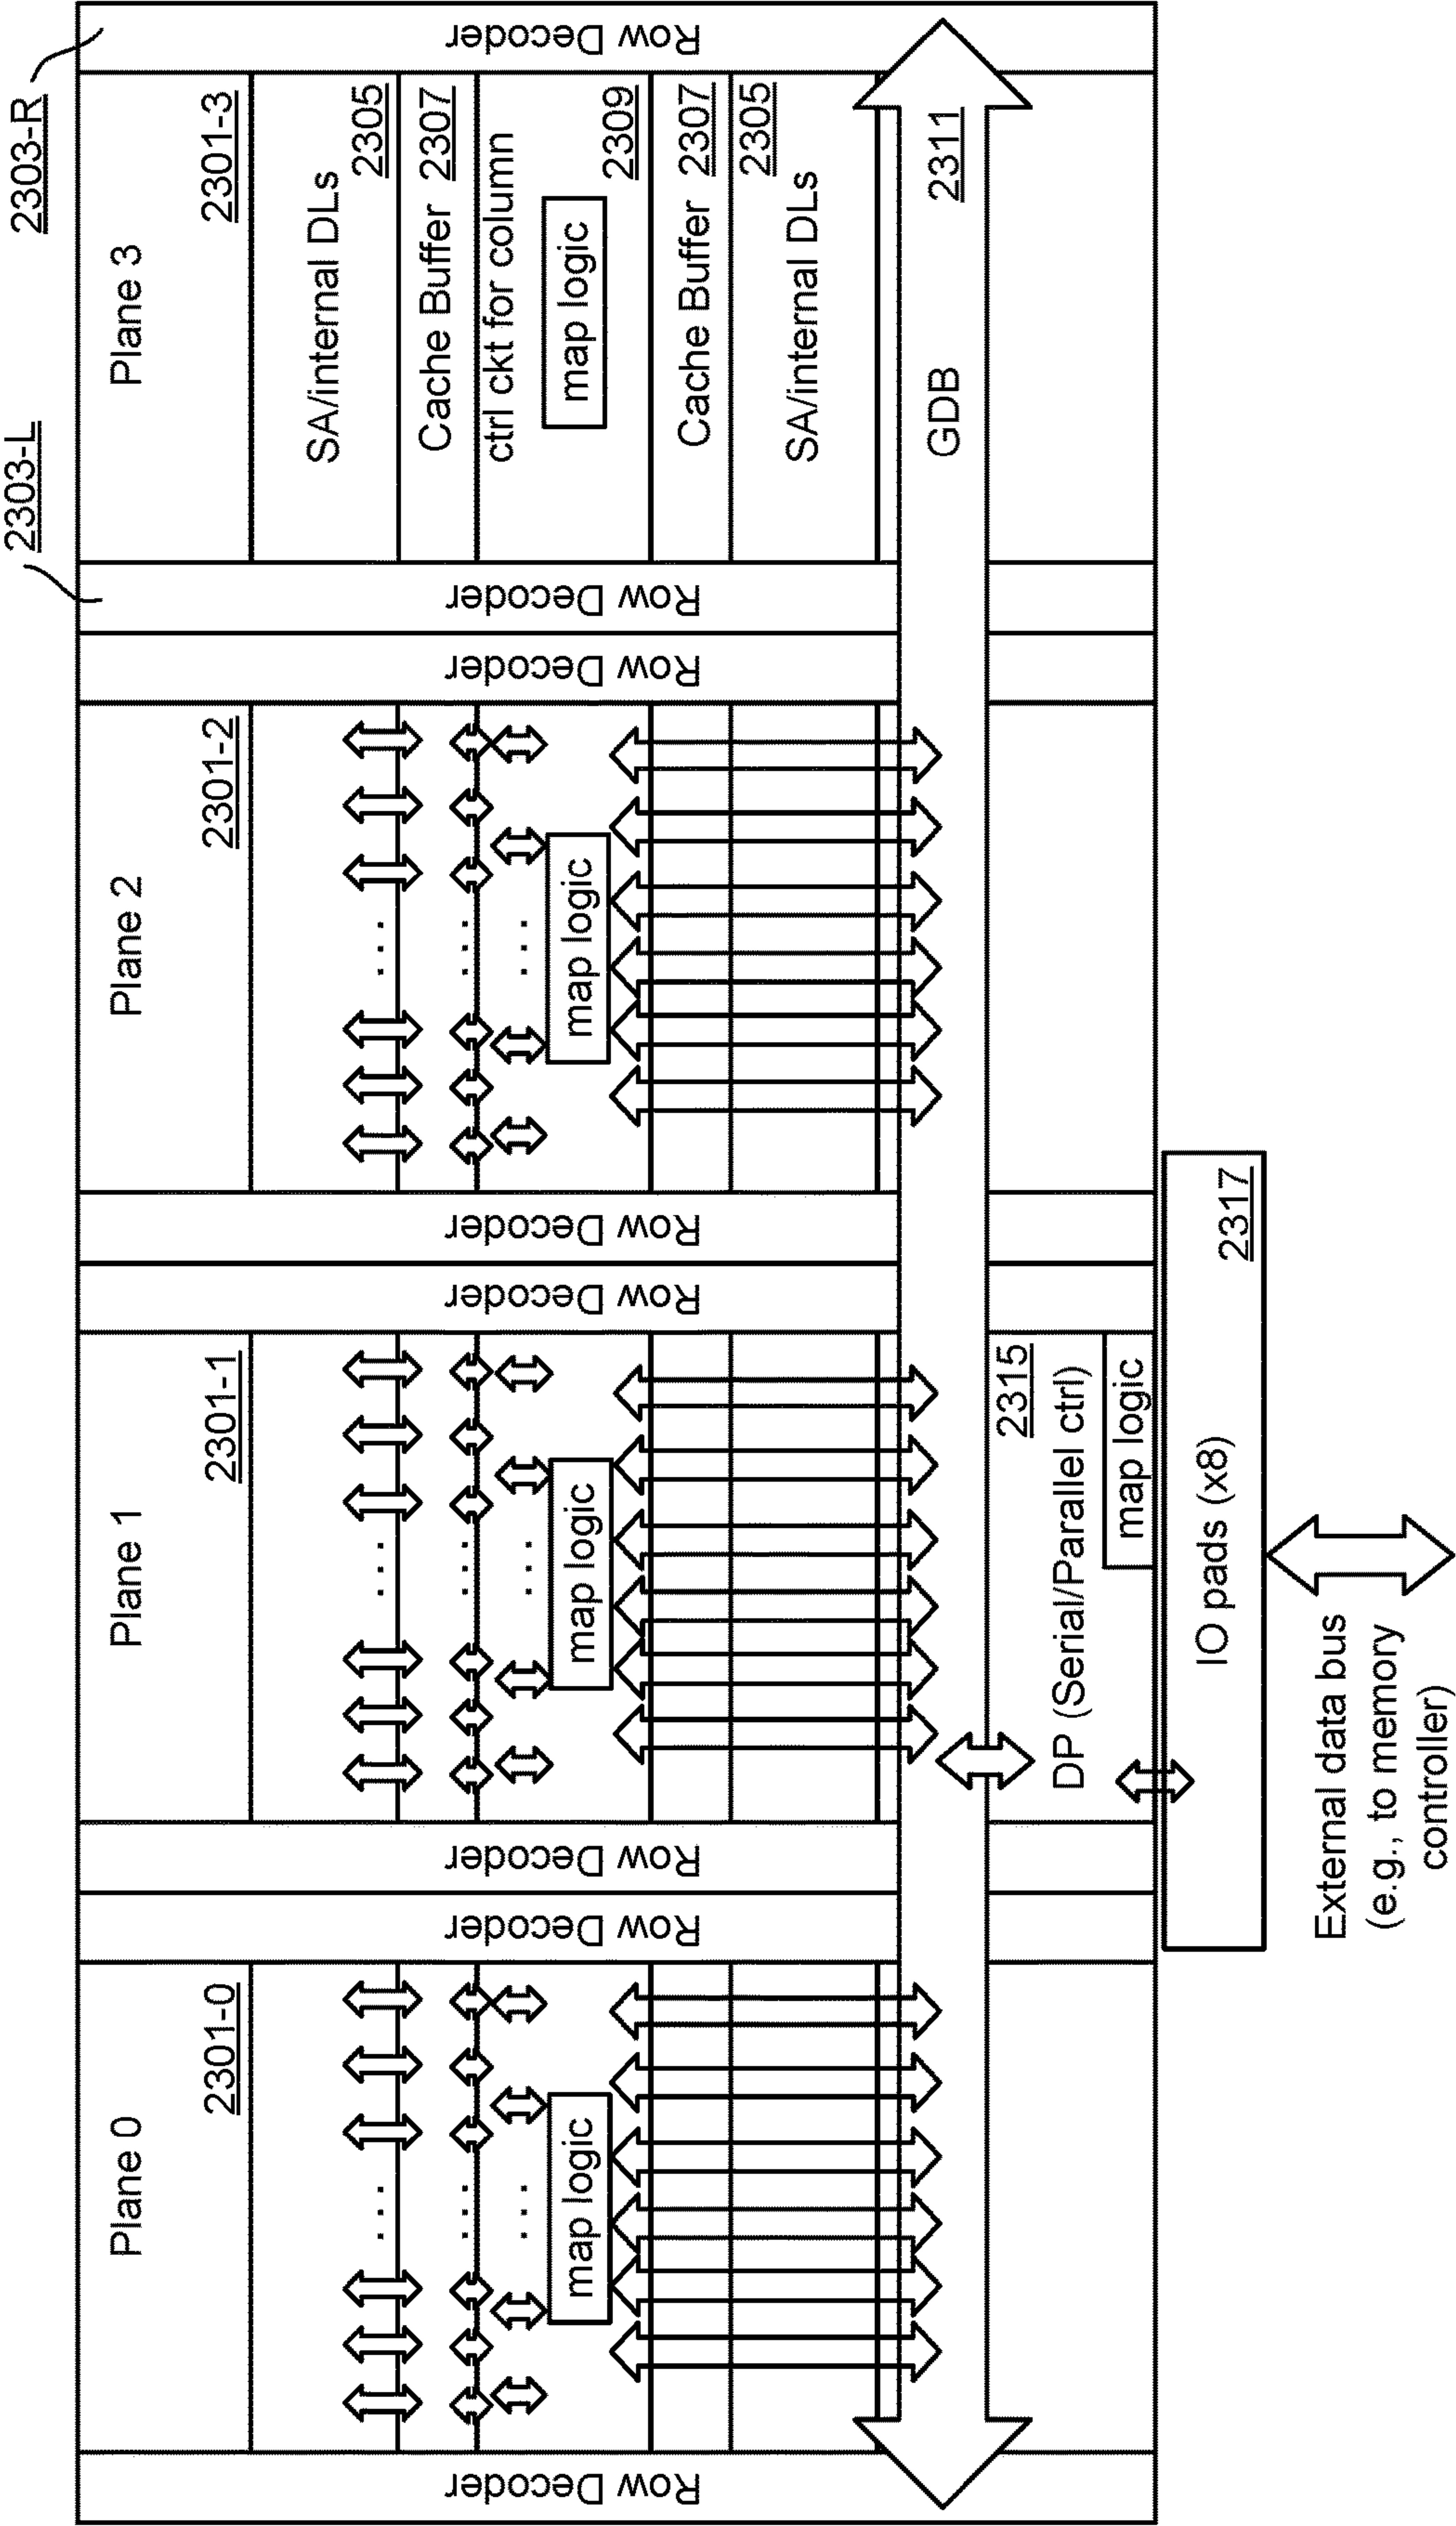 2303-L
2303-R
Row Decoder
Plane 0
2301-0
. . .
. . .
. . .
map logic
Row Decoder
Row Decoder
Plane 1
2301-1
. . .
. . .
. . .
map logic
Row Decoder
Row Decoder
Plane 2
2301-2
. . .
. . .
. . .
map logic
Row Decoder
Row Decoder
Plane 3
2301-3
SA/internal DLs
2305
Cache Buffer 2307
ctrl ckt for column
map logic
2309
Cache Buffer 2307
2305
SA/internal DLs
Row Decoder
GDB
2311
2315
DP (Serial/Parallel ctrl)
map logic
IO pads (x8)
2317
External data bus
(e.g., to memory
controller)